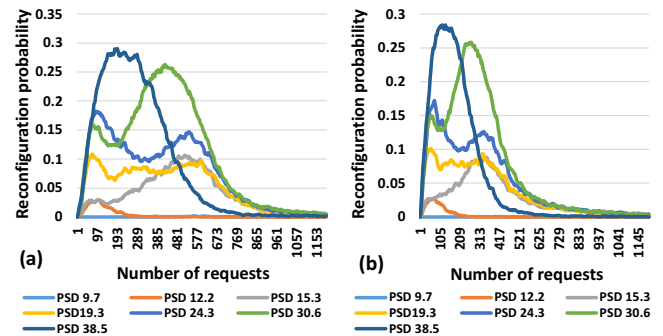 Reconfiguration probability
0.35
0.3
0.25
0.2
0.15
0.1
0.05
0
1
97
193
289
385
481
577
673
769
865
961
1057
1153
(a)
Number of requests
PSD 9.7
PSD 12.2
PSD 15.3
PSD19.3
PSD 24.3
PSD 30.6
PSD 38.5
Reconfiguration probability
0.3
0.25
0.2
0.15
0.1
0.05
0
1
105
209
313
417
521
625
729
833
937
1041
1145
(b)
Number of requests
PSD 9.7
PSD 12.2
PSD 15.3
PSD 19.3
PSD 24.3
PSD 30.6
PSD 38.5